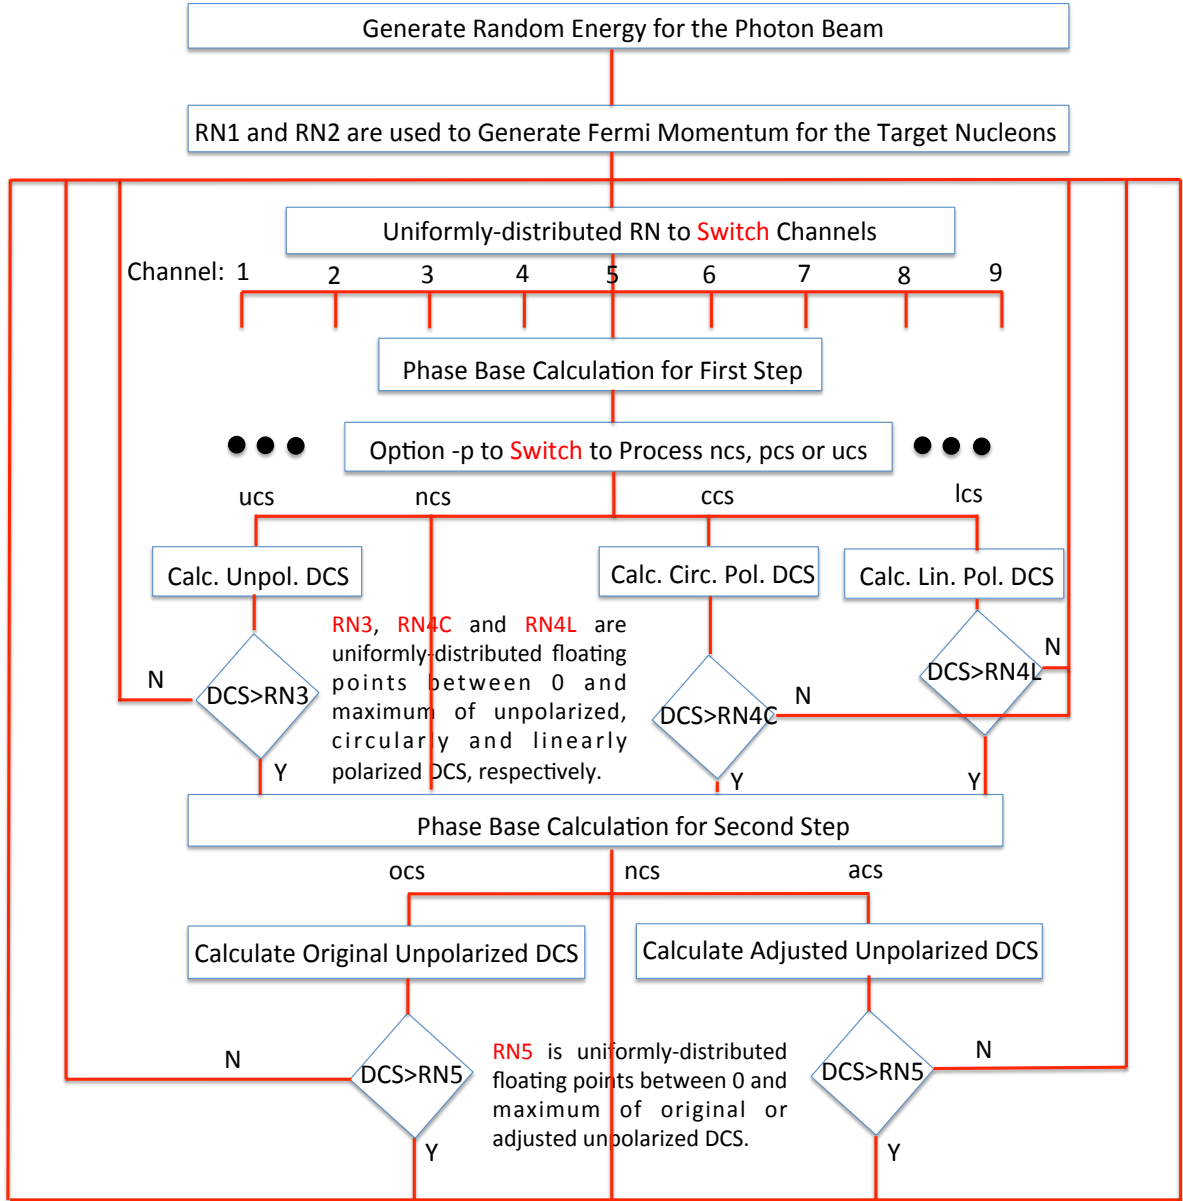 Generate Random Energy for the Photon Beam
RN1 and RN2 are used to Generate Fermi Momentum for the Target Nucleons
Uniformly-distributed RN to Switch Channels
Channel: 1 2 3 4 5 6 7 8 9
Phase Base Calculation for First Step
Option -p to Switch to Process ncs, pcs or ucs
ucs ncs ccs lcs
Calc. Unpol. DCS
Calc. Circ. Pol. DCS
Calc. Lin. Pol. DCS
RN3, RN4C and RN4L are
uniformly-distributed floating
points between 0 and
maximum of unpolarized,
circularly and linearly
polarized DCS, respectively.
N
DCS>RN3
Y
DCS>RN4C
N
Y
DCS>RN4L
N
Y
Phase Base Calculation for Second Step
ocs ncs acs
Calculate Original Unpolarized DCS
Calculate Adjusted Unpolarized DCS
N
DCS>RN5
Y
RN5 is uniformly-distributed
floating points between 0 and
maximum of original or
adjusted unpolarized DCS.
DCS>RN5
N
Y